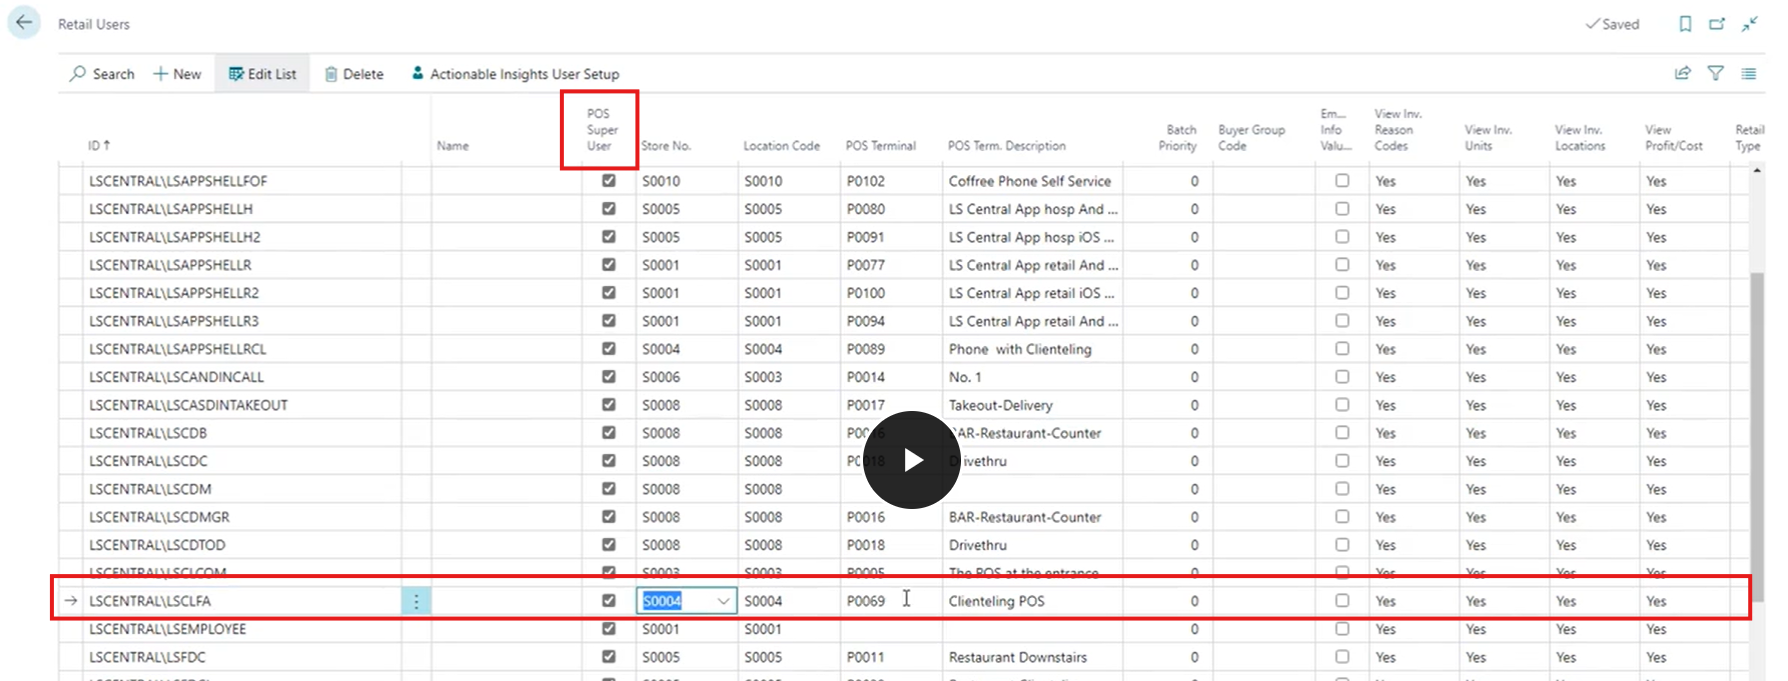 Retail Users
Saved
Search New Edit List Delete Actionable Insights User Setup
ID Name POS Super User Store No. Location Code POS Terminal POS Term. Description Batch Priority Buyer Group Code Em... Info Valu... View Inv. Reason Codes View Inv. Units View Inv. Locations View Profit/Cost Retail Type
LSCENTRAL\LSAPPSHELLFOF S0010 S0010 P0102 Coffree Phone Self Service 0 Yes Yes Yes Yes
LSCENTRAL\LSAPPSHELLH S0005 S0005 P0080 LS Central App hosp And ... 0 Yes Yes Yes Yes
LSCENTRAL\LSAPPSHELLH2 S0005 S0005 P0091 LS Central App hosp iOS ... 0 Yes Yes Yes Yes
LSCENTRAL\LSAPPSHELLR S0001 S0001 P0077 LS Central App retail And ... 0 Yes Yes Yes Yes
LSCENTRAL\LSAPPSHELLR2 S0001 S0001 P0100 LS Central App retail iOS ... 0 Yes Yes Yes Yes
LSCENTRAL\LSAPPSHELLR3 S0001 S0001 P0094 LS Central App retail And ... 0 Yes Yes Yes Yes
LSCENTRAL\LSAPPSHELLRCL S0004 S0004 P0089 Phone with Clienteling 0 Yes Yes Yes Yes
LSCENTRAL\LSCANDINCALL S0006 S0003 P0014 No. 1 0 Yes Yes Yes Yes
LSCENTRAL\LSCASDINTAKEOUT S0008 S0008 P0017 Takeout-Delivery 0 Yes Yes Yes Yes
LSCENTRAL\LSCDB S0008 S0008 P0016 BAR-Restaurant-Counter 0 Yes Yes Yes Yes
LSCENTRAL\LSCDC S0008 S0008 P0018 Drivethru 0 Yes Yes Yes Yes
LSCENTRAL\LSCDM S0008 S0008 0 Yes Yes Yes Yes
LSCENTRAL\LSCDMGR S0008 S0008 P0016 BAR-Restaurant-Counter 0 Yes Yes Yes Yes
LSCENTRAL\LSCDTOD S0008 S0008 P0018 Drivethru 0 Yes Yes Yes Yes
LSCENTRAL\LSCLCOM S0003 S0003 P0005 The POS at the entrance 0 Yes Yes Yes Yes
LSCENTRAL\LSCLFA S0004 S0004 P0069 Clienteling POS 0 Yes Yes Yes Yes
LSCENTRAL\LSEMPLOYEE S0001 S0001 0 Yes Yes Yes Yes
LSCENTRAL\LSFDC S0005 S0005 P0011 Restaurant Downstairs 0 Yes Yes Yes Yes